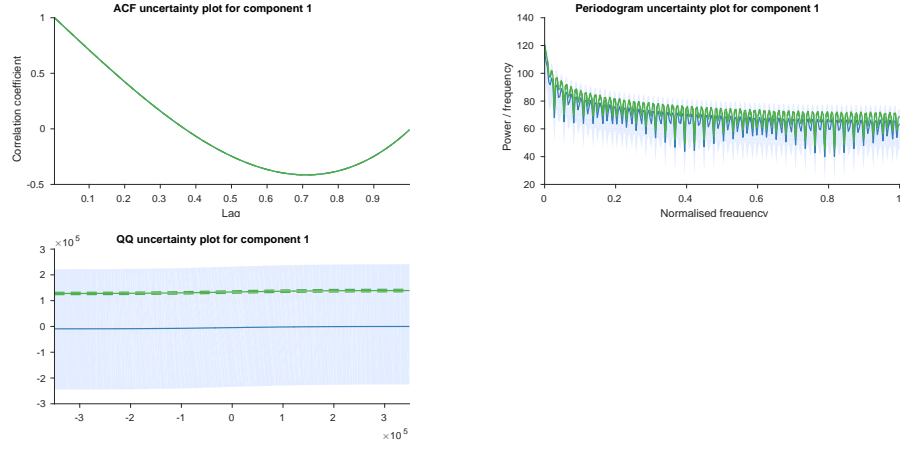 ACF uncertainty plot for component 1
Correlation coefficient
1
0.5
0
-0.5
0.1 0.2 0.3 0.4 0.5 0.6 0.7 0.8 0.9
Lag
Periodogram uncertainty plot for component 1
Power / frequency
140
120
100
80
60
40
20
0 0.2 0.4 0.6 0.8 1
Normalised frequency
QQ uncertainty plot for component 1
×10 5
3
2
1
0
-1
-2
-3
-3 -2 -1 0 1 2 3
×10 5